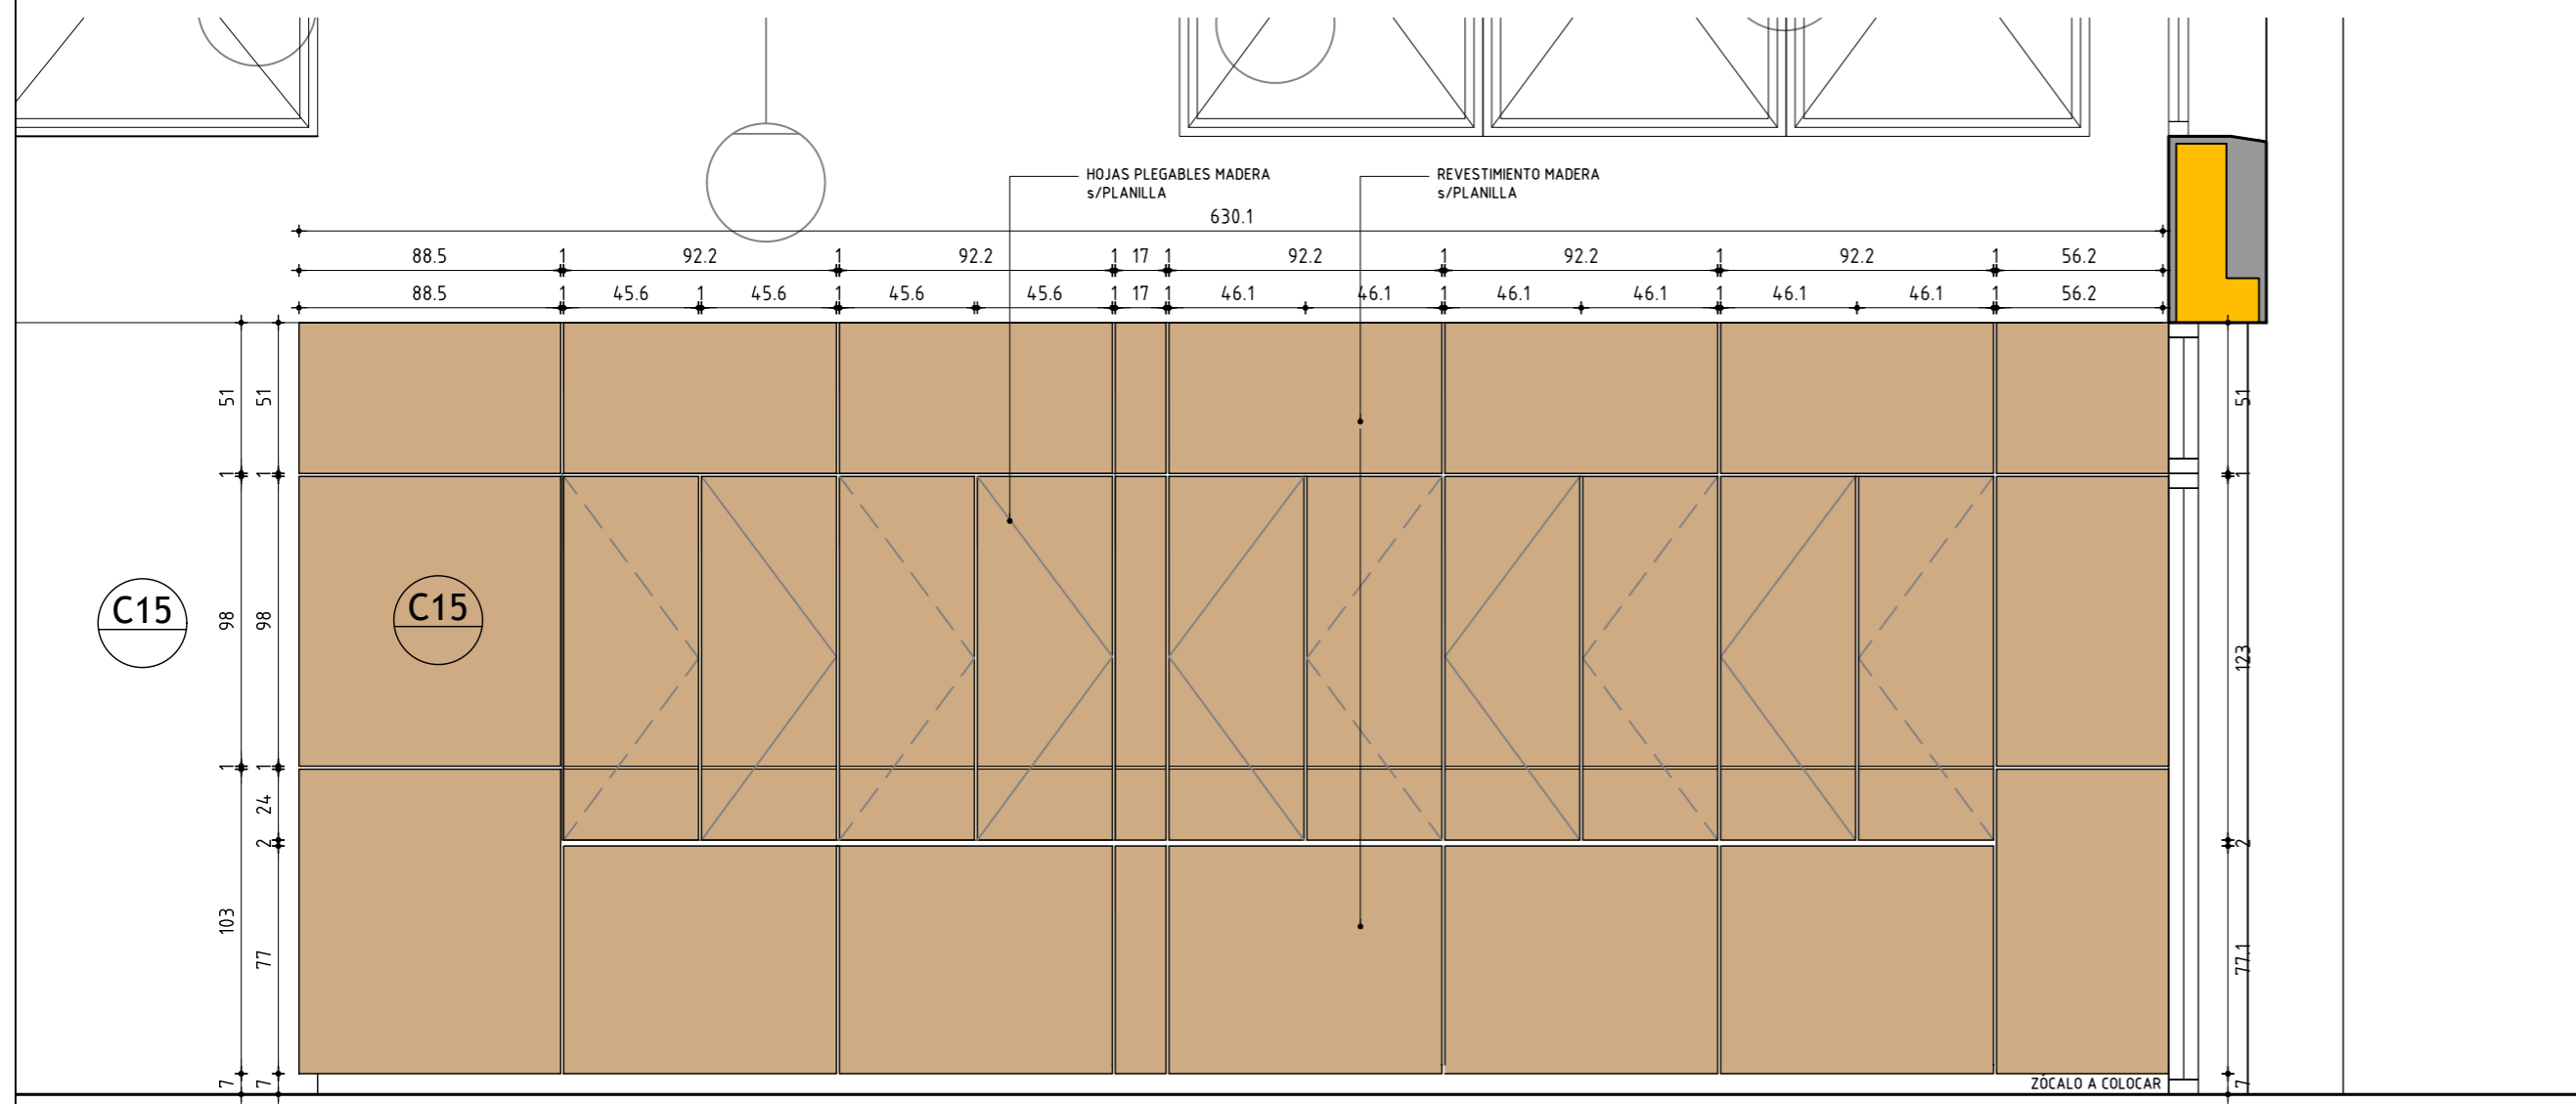 HOJAS PLEGABLES MADERA
s/PLANILLA
REVESTIMIENTO MADERA
s/PLANILLA
630.1
88.5 1 92.2 1 92.2 1 17 1 92.2 1 92.2 1 92.2 1 56.2
88.5 1 45.6 1 45.6 1 45.6 45.6 1 17 1 46.1 46.1 1 46.1 46.1 1 46.1 46.1 1 56.2
51 51 51
1 1 1
98 98 123
C15 C15
1 1
24
2 2
103 77 77.1
7 7 7
ZÓCALO A COLOCAR